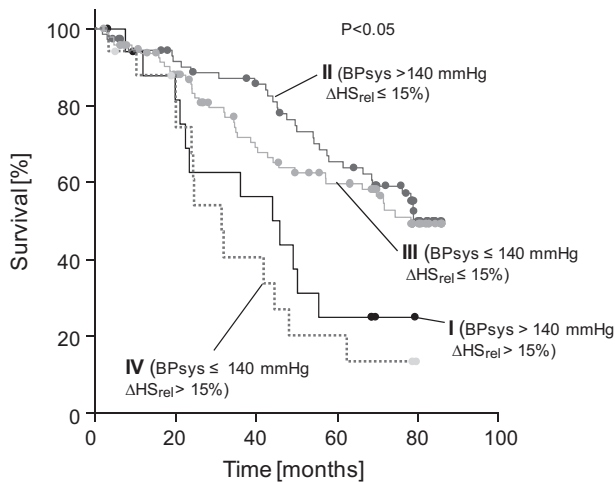 P<0.05
100
80
60
40
20
0
Survival [%]
II (BPsys >140 mmHg
ΔHSrel ≤ 15%)
III (BPsys ≤ 140 mmHg
ΔHSrel ≤ 15%)
I (BPsys > 140 mmHg
ΔHSrel > 15%)
IV (BPsys ≤ 140 mmHg
ΔHSrel > 15%)
0 20 40 60 80 100
Time [months]